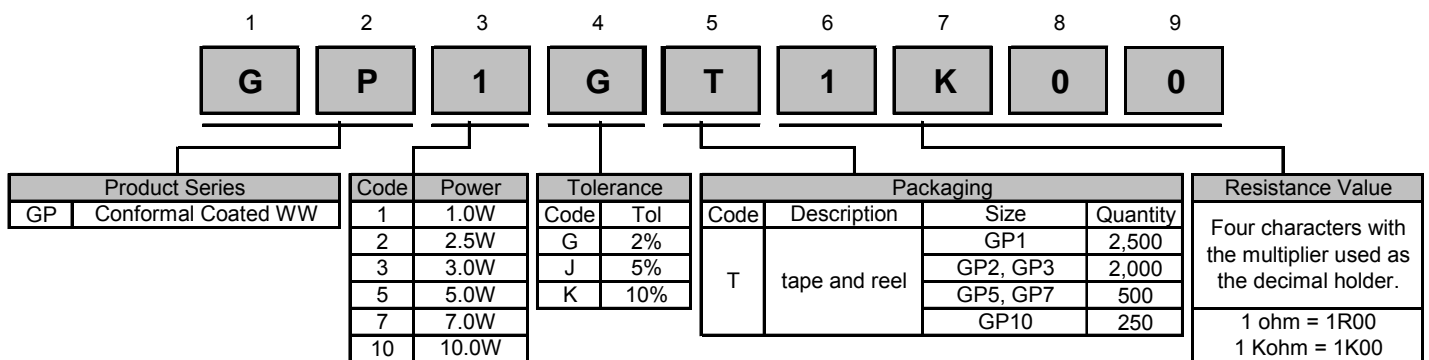 1 2 3 4 5 6 7 8 9
G P 1 G T 1 K 0 0
Product Series
GP Conformal Coated WW
Code Power
1 1.0W
2 2.5W
3 3.0W
5 5.0W
7 7.0W
10 10.0W
Tolerance
Code Tol
G 2%
J 5%
K 10%
Packaging
Code Description Size Quantity
T tape and reel
GP1 2,500
GP2, GP3 2,000
GP5, GP7 500
GP10 250
Resistance Value
Four characters with
the multiplier used as
the decimal holder.
1 ohm = 1R00
1 Kohm = 1K00